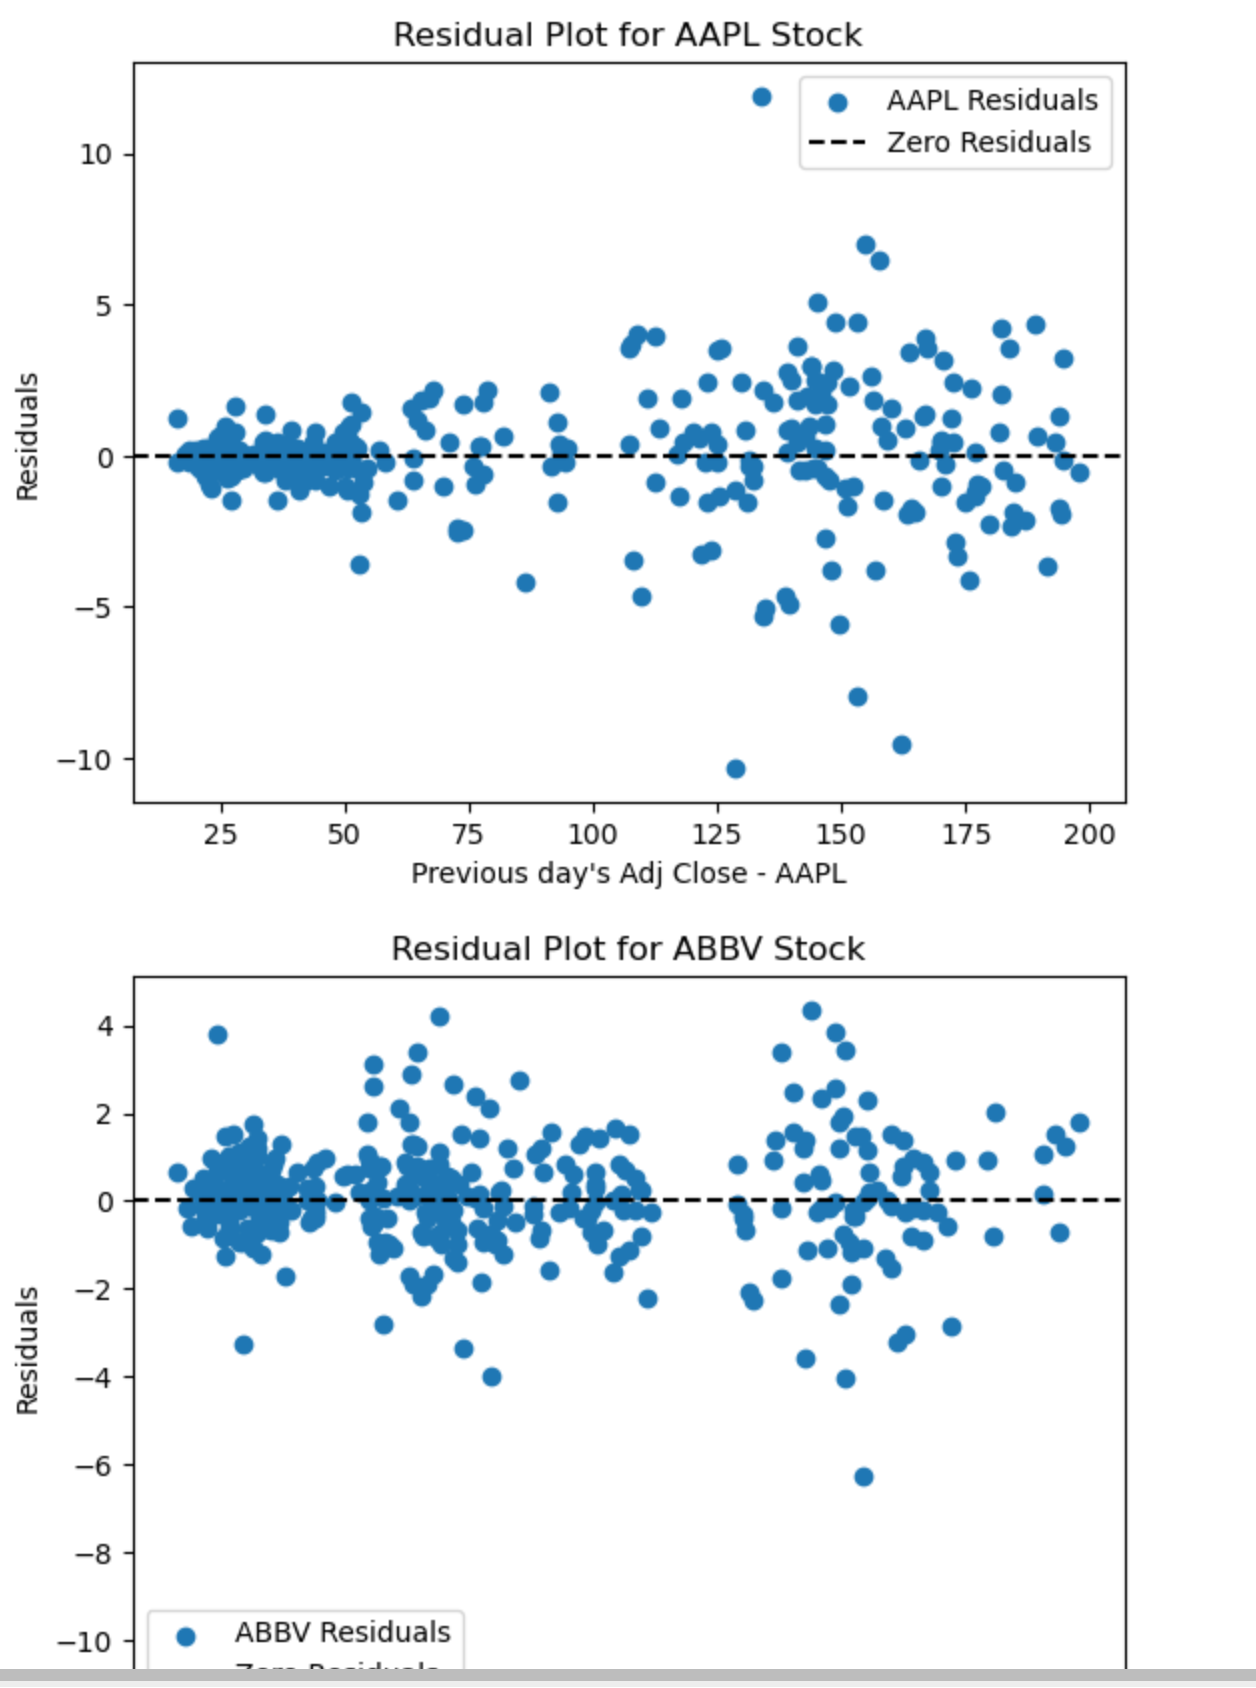 Residual Plot for AAPL Stock
AAPL Residuals
Zero Residuals
10
5
0
−5
−10
Residuals
25 50 75 100 125 150 175 200
Previous day's Adj Close - AAPL
Residual Plot for ABBV Stock
4
2
0
−2
−4
−6
−8
−10
Residuals
ABBV Residuals
Zero Residuals